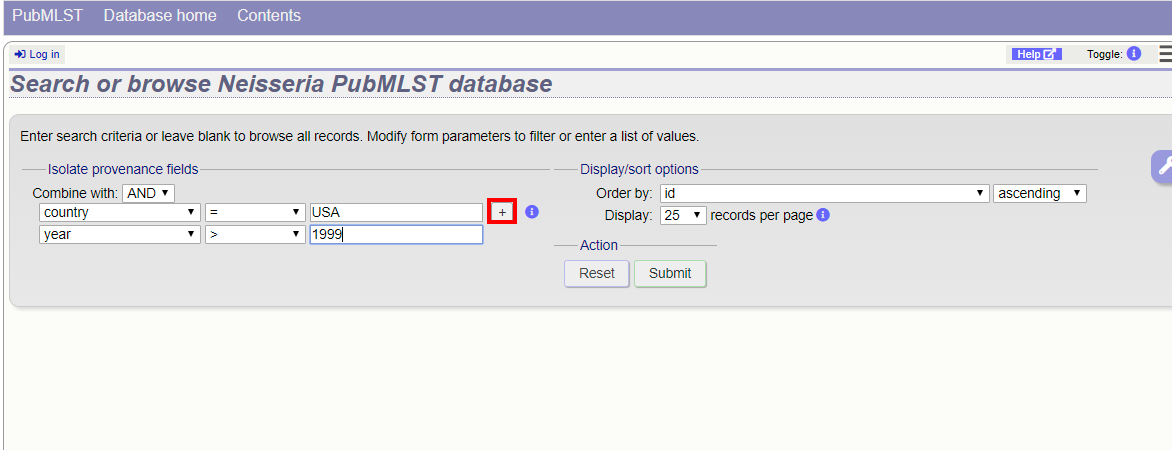 PubMLST Database home Contents
Log in Help Toggle:
Search or browse Neisseria PubMLST database
Enter search criteria or leave blank to browse all records. Modify form parameters to filter or enter a list of values.
Isolate provenance fields
Combine with: AND
country = USA +
year > 1999
Display/sort options
Order by: id ascending
Display: 25 records per page
Action
Reset Submit